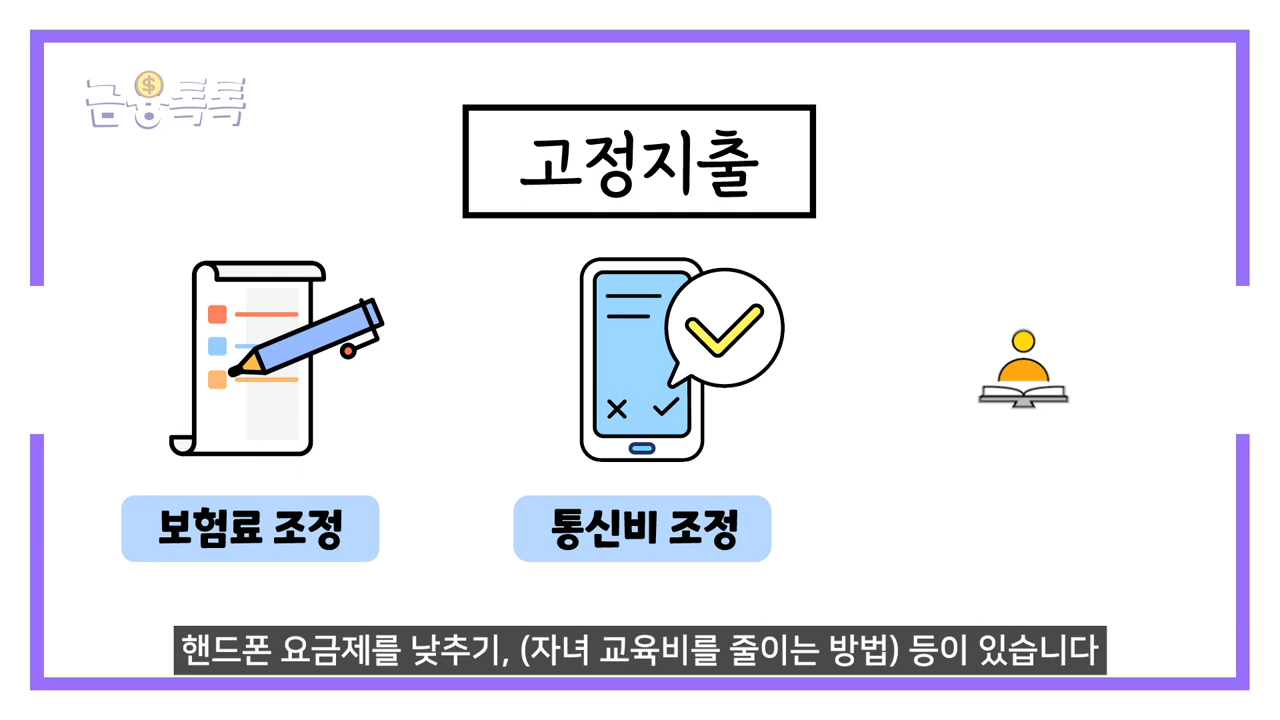 금융톡톡
고정지출
보험료 조정
통신비 조정
핸드폰 요금제를 낮추기, (자녀 교육비를 줄이는 방법) 등이 있습니다